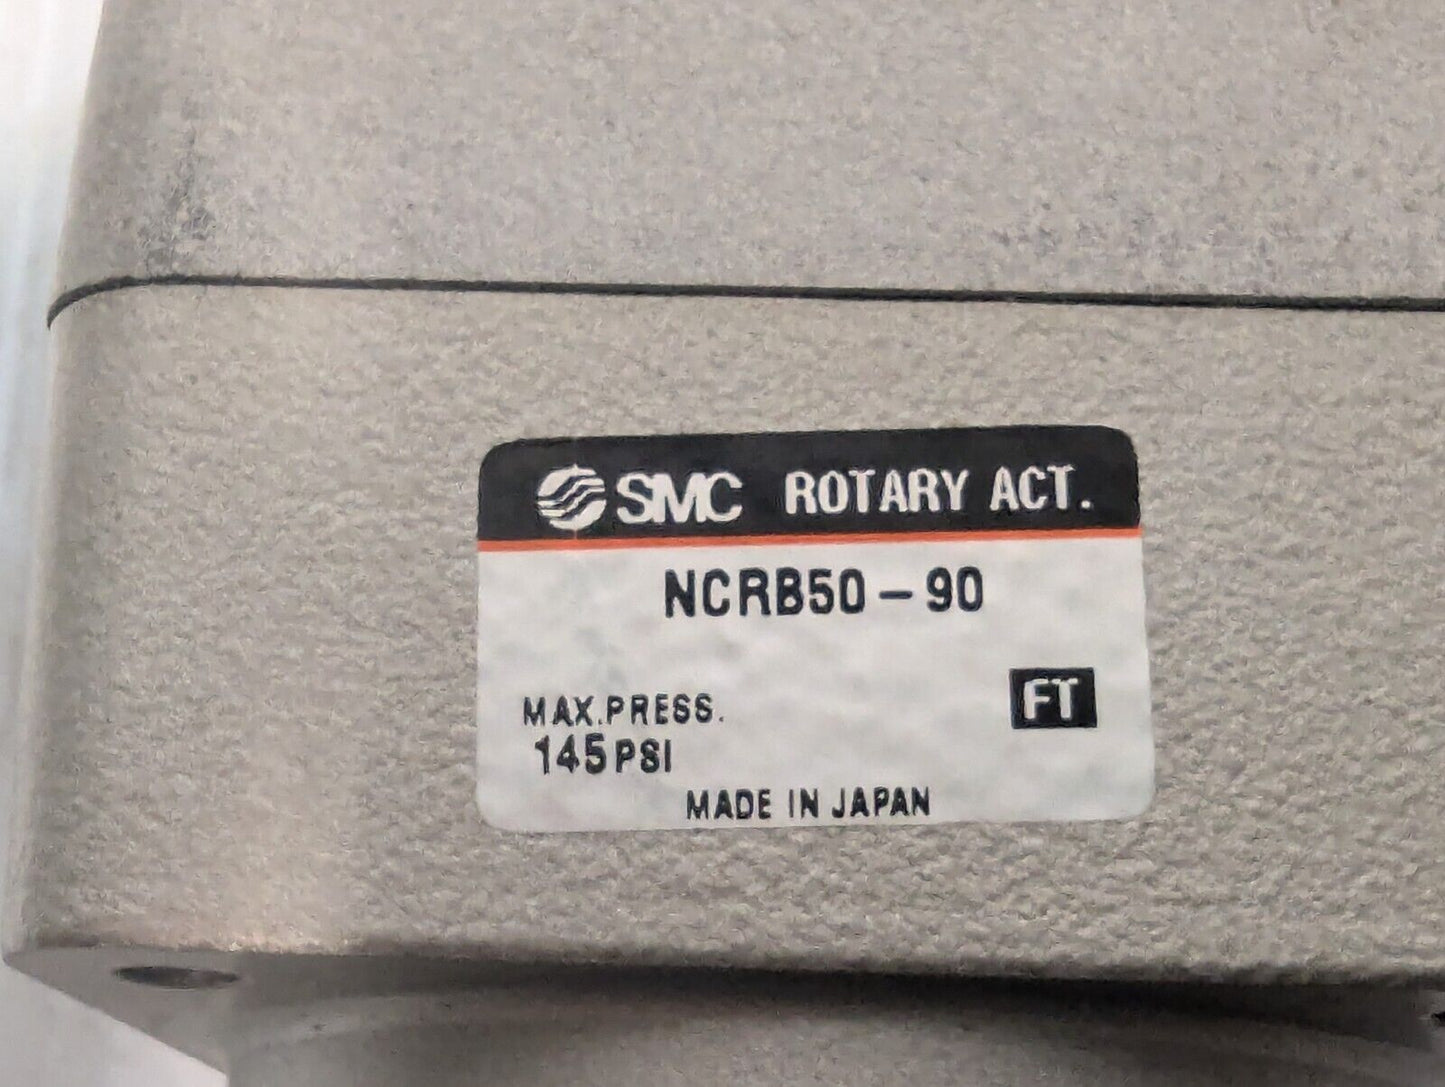 SMC ROTARY ACT.
NCRB50-90
FT
MAX.PRESS.
145PSI
MADE IN JAPAN